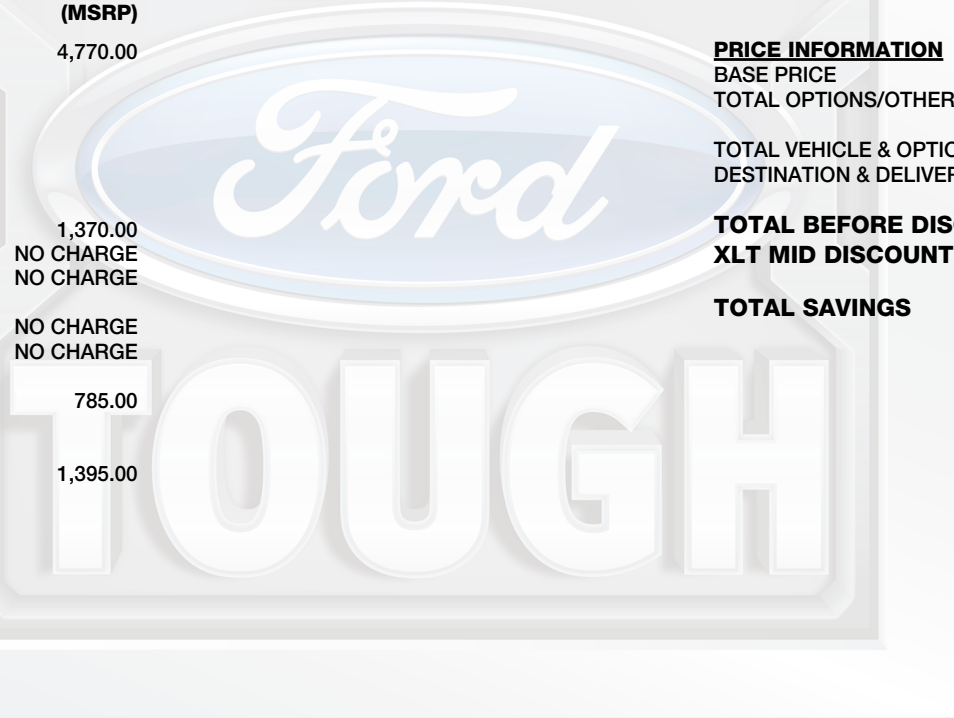 (MSRP)
4,770.00
1,370.00
NO CHARGE
NO CHARGE
NO CHARGE
NO CHARGE
785.00
1,395.00
Ford
TOUGH
PRICE INFORMATION
BASE PRICE
TOTAL OPTIONS/OTHER
TOTAL VEHICLE & OPTIO
DESTINATION & DELIVER
TOTAL BEFORE DIS
XLT MID DISCOUNT
TOTAL SAVINGS